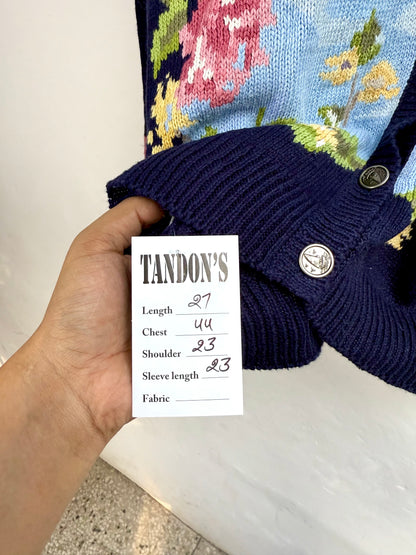 TANDON'S
Length 27
Chest 44
Shoulder 23
Sleeve length 23
Fabric